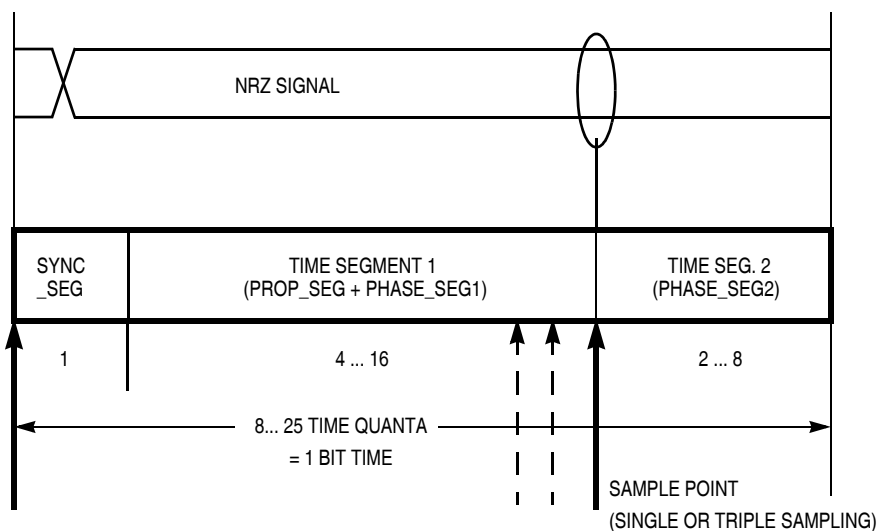 NRZ SIGNAL
SYNC
_SEG
TIME SEGMENT 1
(PROP_SEG + PHASE_SEG1)
TIME SEG. 2
(PHASE_SEG2)
1
4 ... 16
2 ... 8
8... 25 TIME QUANTA
= 1 BIT TIME
SAMPLE POINT
(SINGLE OR TRIPLE SAMPLING)